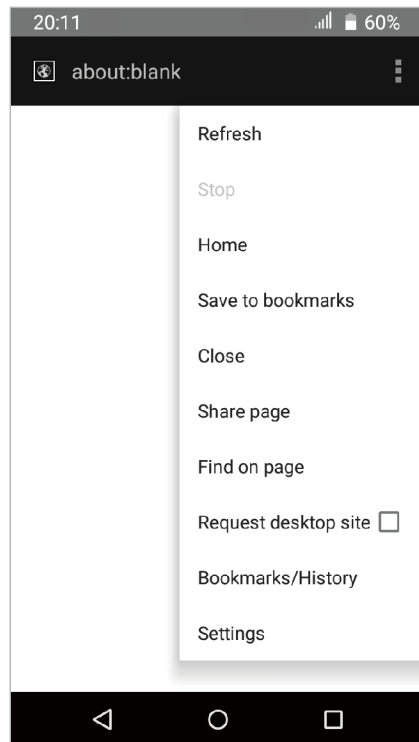 20:11 60%
about:blank
Refresh
Stop
Home
Save to bookmarks
Close
Share page
Find on page
Request desktop site
Bookmarks/History
Settings